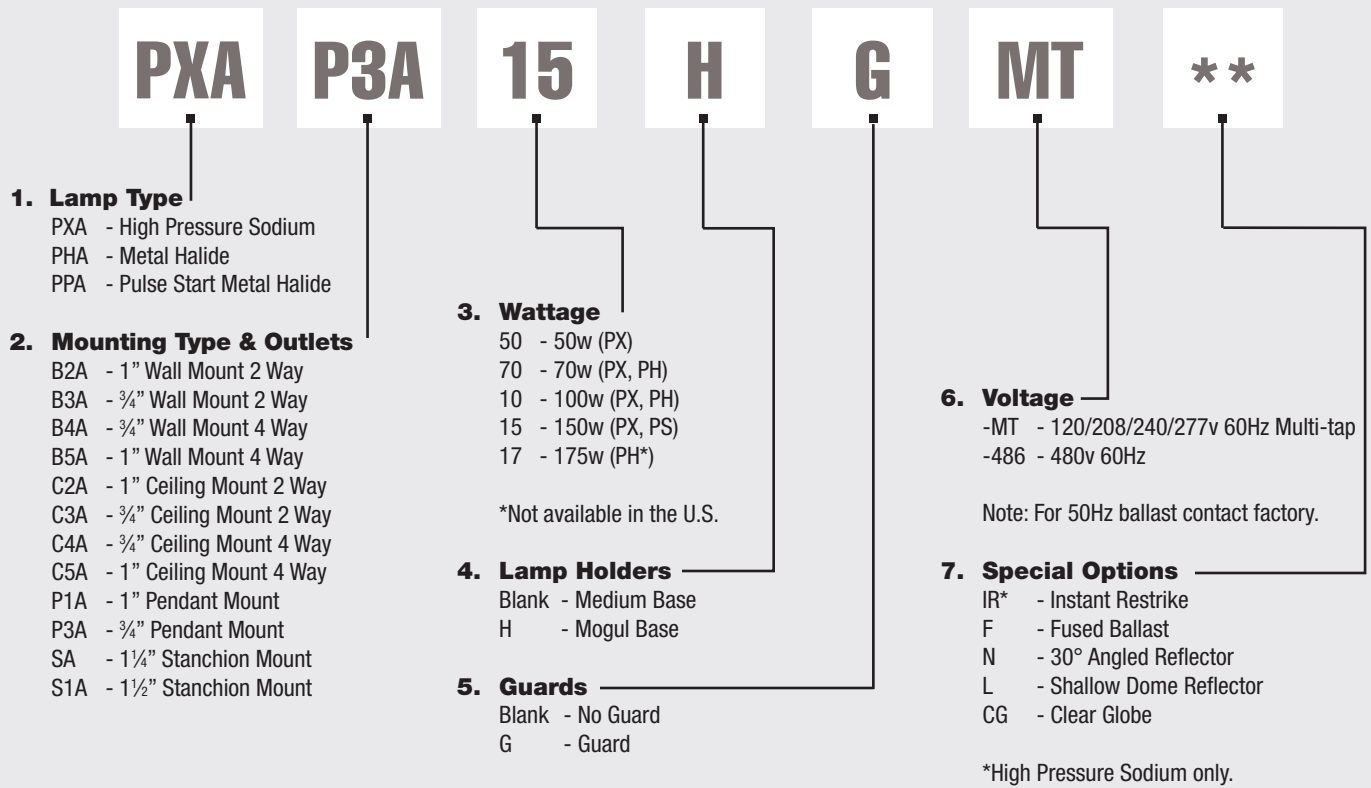 PXA P3A 15 H G MT **
1. Lamp Type
PXA - High Pressure Sodium
PHA - Metal Halide
PPA - Pulse Start Metal Halide
2. Mounting Type & Outlets
B2A - 1” Wall Mount 2 Way
B3A - ¾” Wall Mount 2 Way
B4A - ¾” Wall Mount 4 Way
B5A - 1” Wall Mount 4 Way
C2A - 1” Ceiling Mount 2 Way
C3A - ¾” Ceiling Mount 2 Way
C4A - ¾” Ceiling Mount 4 Way
C5A - 1” Ceiling Mount 4 Way
P1A - 1” Pendant Mount
P3A - ¾” Pendant Mount
SA - 1¼” Stanchion Mount
S1A - 1½” Stanchion Mount
3. Wattage
50 - 50w (PX)
70 - 70w (PX, PH)
10 - 100w (PX, PH)
15 - 150w (PX, PS)
17 - 175w (PH*)
*Not available in the U.S.
4. Lamp Holders
Blank - Medium Base
H - Mogul Base
5. Guards
Blank - No Guard
G - Guard
6. Voltage
-MT - 120/208/240/277v 60Hz Multi-tap
-486 - 480v 60Hz
Note: For 50Hz ballast contact factory.
7. Special Options
IR* - Instant Restrike
F - Fused Ballast
N - 30° Angled Reflector
L - Shallow Dome Reflector
CG - Clear Globe
*High Pressure Sodium only.